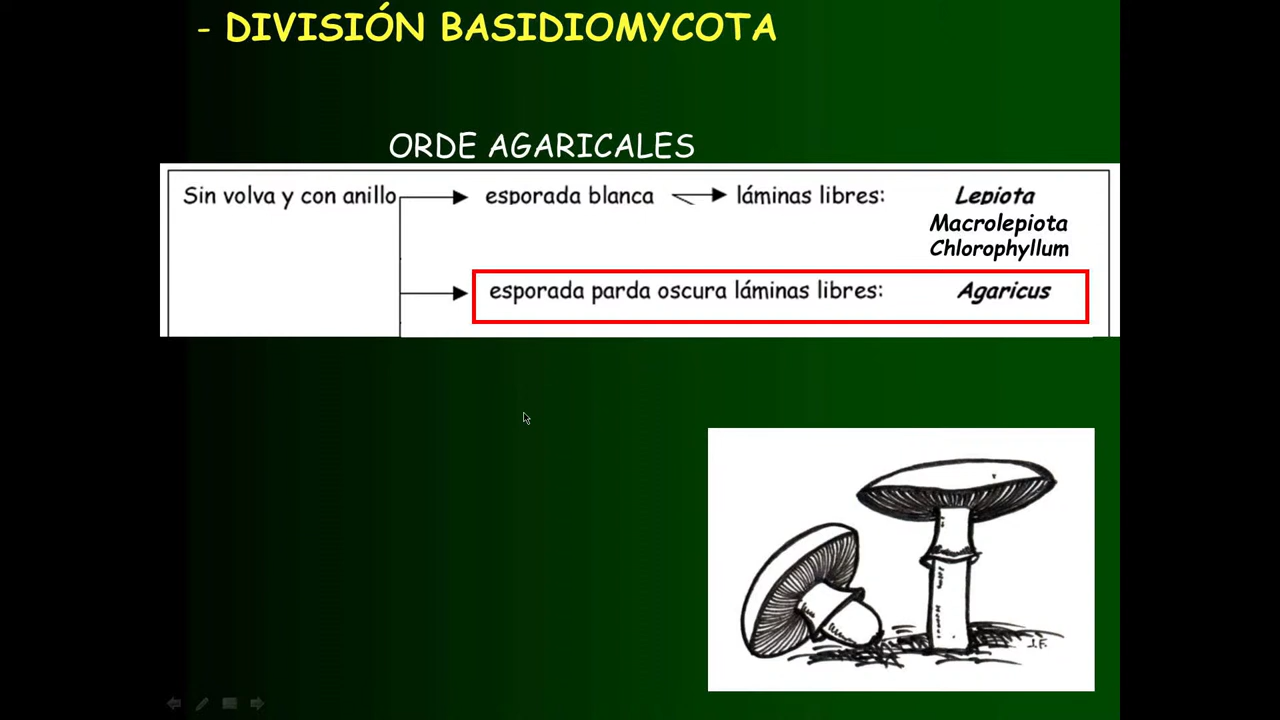 - DIVISIÓN BASIDIOMYCOTA
ORDE AGARICALES
Sin volva y con anillo esporada blanca láminas libres: Lepiota
Macrolepiota
Chlorophyllum
esporada parda oscura láminas libres: Agaricus
J.F.